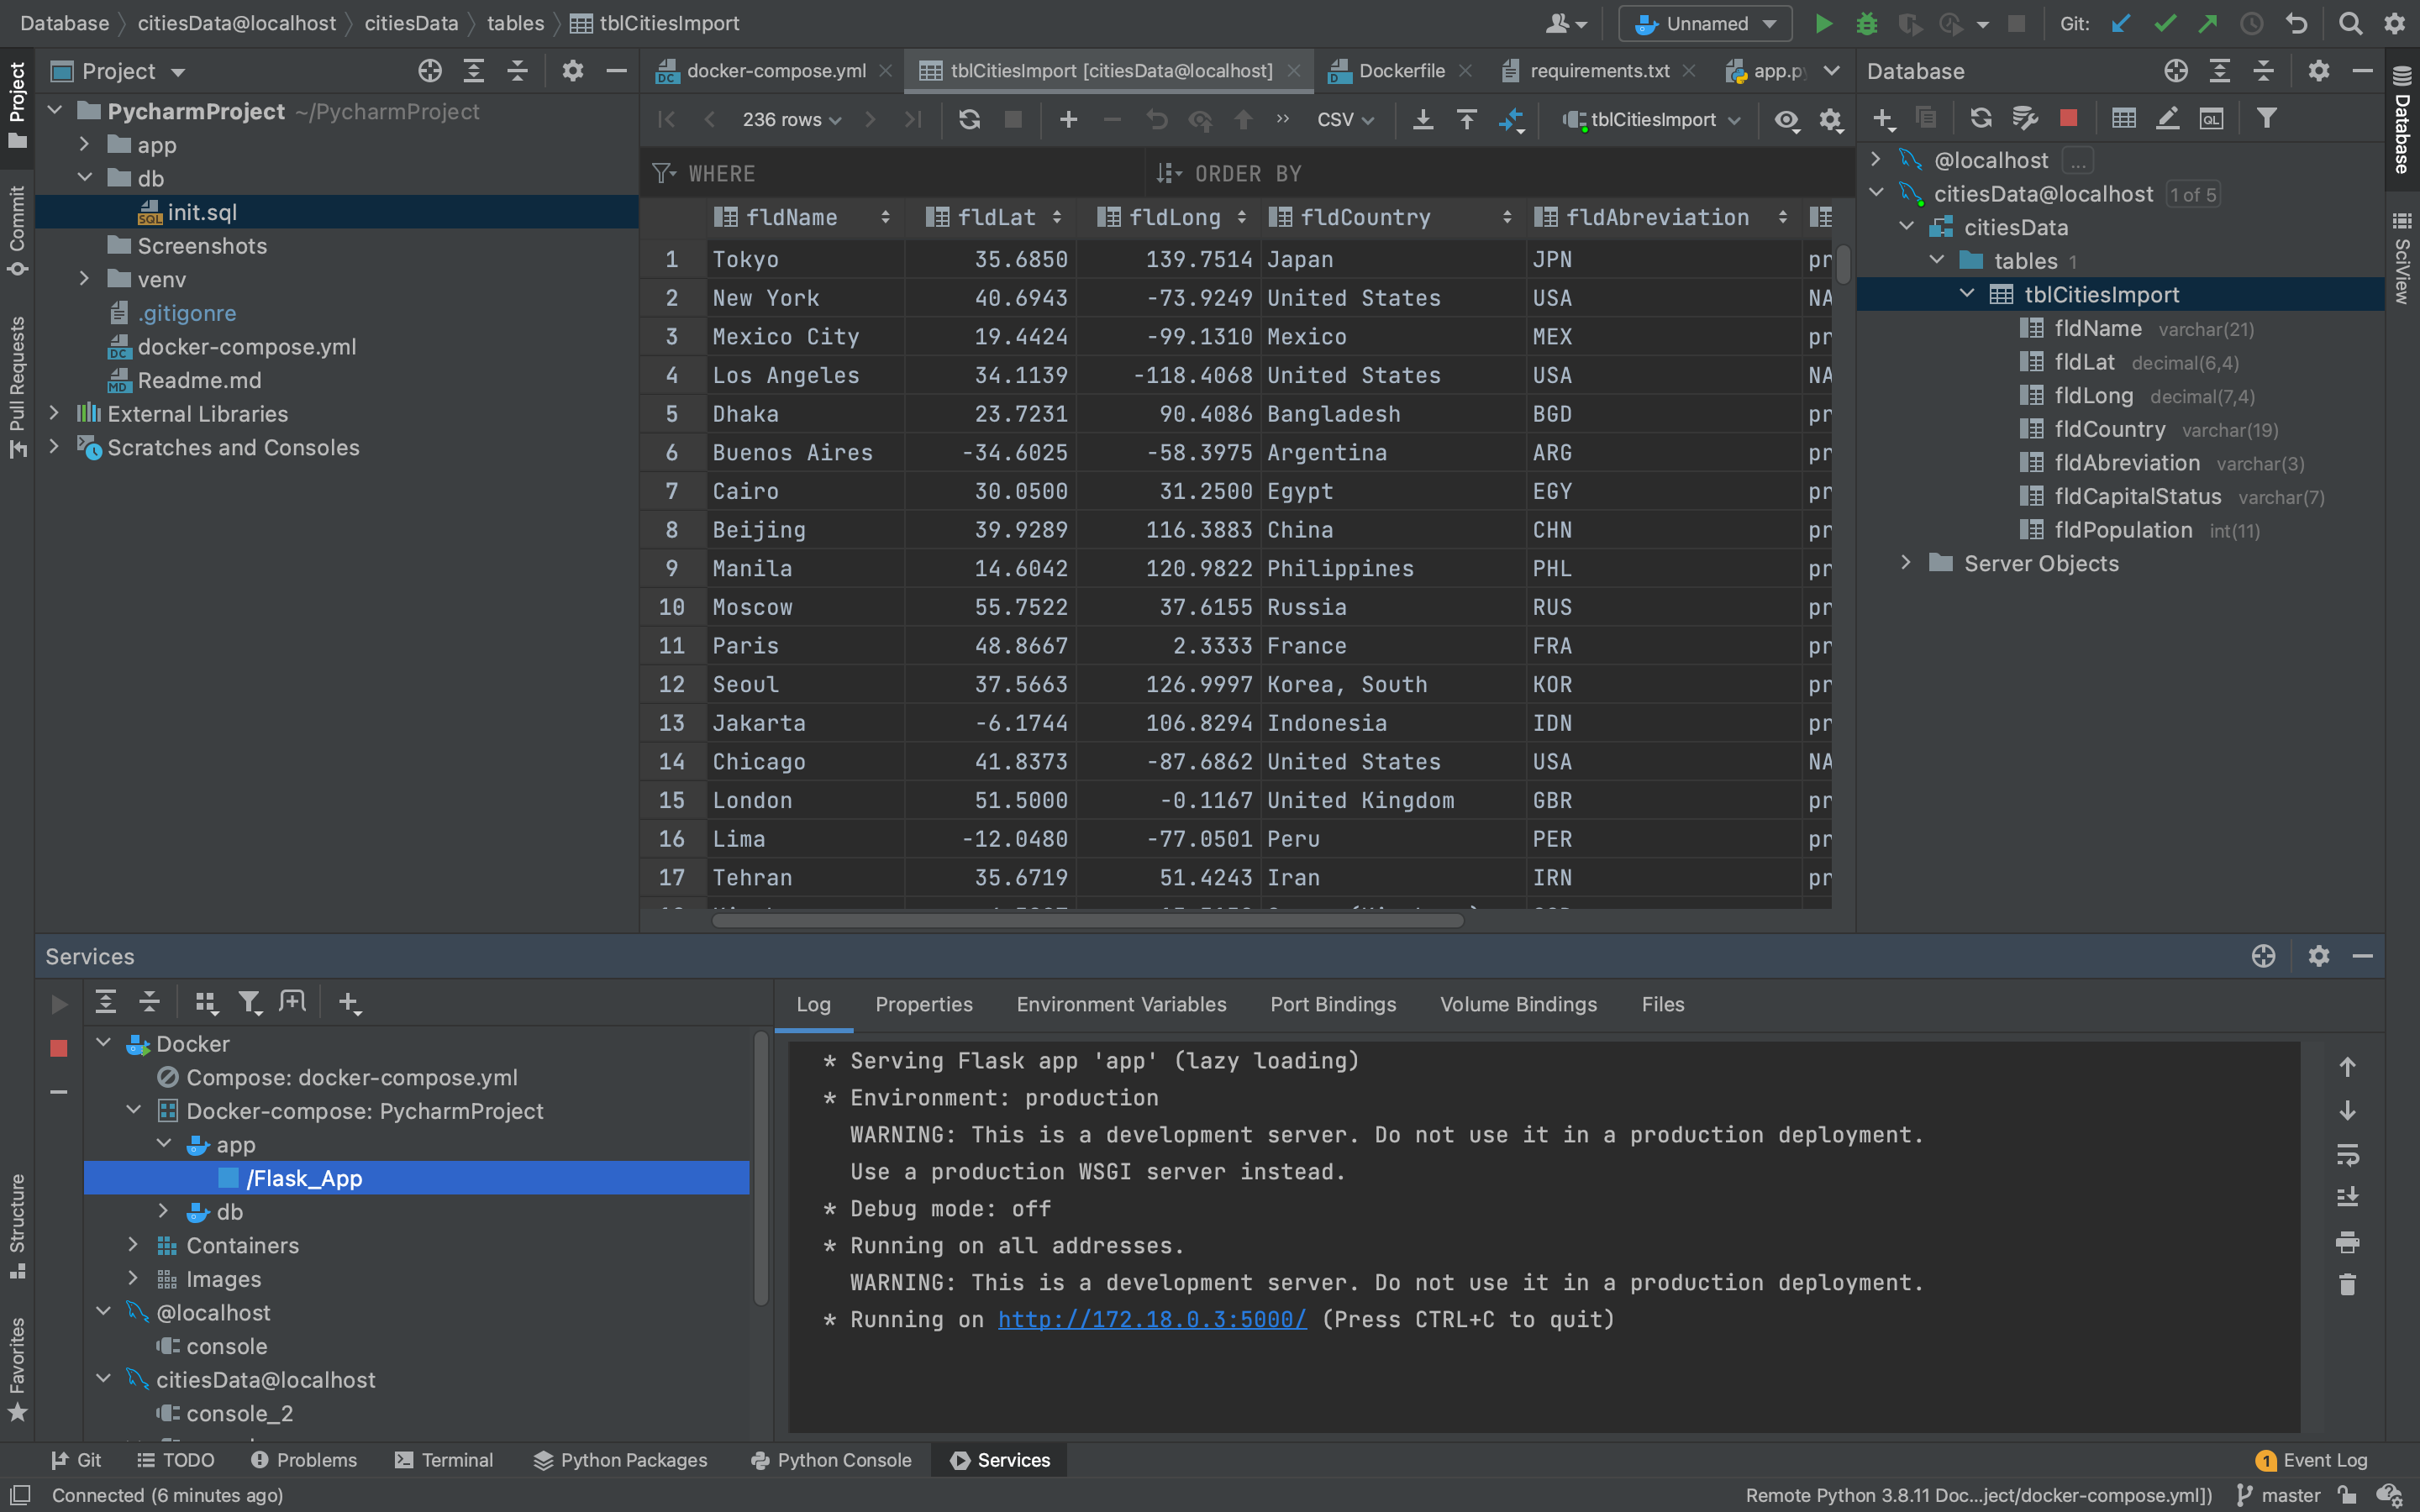 Database citiesData@localhost citiesData tables tblCitiesImport
Unnamed
Git:
Project
PycharmProject ~/PycharmProject
app
db
init.sql
Screenshots
venv
.gitigonre
docker-compose.yml
Readme.md
External Libraries
Scratches and Consoles
Project
Commit
Pull Requests
Structure
Favorites
docker-compose.yml tblCitiesImport [citiesData@localhost] Dockerfile requirements.txt app.p
236 rows CSV tblCitiesImport
WHERE ORDER BY
fldName fldLat fldLong fldCountry fldAbreviation
1 Tokyo 35.6850 139.7514 Japan JPN pr
2 New York 40.6943 -73.9249 United States USA NA
3 Mexico City 19.4424 -99.1310 Mexico MEX pr
4 Los Angeles 34.1139 -118.4068 United States USA NA
5 Dhaka 23.7231 90.4086 Bangladesh BGD pr
6 Buenos Aires -34.6025 -58.3975 Argentina ARG pr
7 Cairo 30.0500 31.2500 Egypt EGY pr
8 Beijing 39.9289 116.3883 China CHN pr
9 Manila 14.6042 120.9822 Philippines PHL pr
10 Moscow 55.7522 37.6155 Russia RUS pr
11 Paris 48.8667 2.3333 France FRA pr
12 Seoul 37.5663 126.9997 Korea, South KOR pr
13 Jakarta -6.1744 106.8294 Indonesia IDN pr
14 Chicago 41.8373 -87.6862 United States USA NA
15 London 51.5000 -0.1167 United Kingdom GBR pr
16 Lima -12.0480 -77.0501 Peru PER pr
17 Tehran 35.6719 51.4243 Iran IRN pr
Database
@localhost ...
citiesData@localhost 1 of 5
citiesData
tables 1
tblCitiesImport
fldName varchar(21)
fldLat decimal(6,4)
fldLong decimal(7,4)
fldCountry varchar(19)
fldAbreviation varchar(3)
fldCapitalStatus varchar(7)
fldPopulation int(11)
Server Objects
Database
SciView
Services
Docker
Compose: docker-compose.yml
Docker-compose: PycharmProject
app
/Flask_App
db
Containers
Images
@localhost
console
citiesData@localhost
console_2
Log Properties Environment Variables Port Bindings Volume Bindings Files
* Serving Flask app 'app' (lazy loading)
* Environment: production
WARNING: This is a development server. Do not use it in a production deployment.
Use a production WSGI server instead.
* Debug mode: off
* Running on all addresses.
WARNING: This is a development server. Do not use it in a production deployment.
* Running on http://172.18.0.3:5000/ (Press CTRL+C to quit)
Git TODO Problems Terminal Python Packages Python Console Services 1 Event Log
Connected (6 minutes ago) Remote Python 3.8.11 Doc...ject/docker-compose.yml]) master